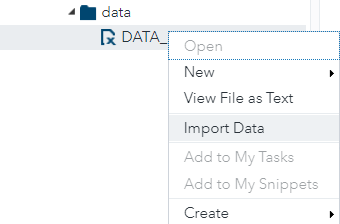 data
DATA_
Open
New
View File as Text
Import Data
Add to My Tasks
Add to My Snippets
Create